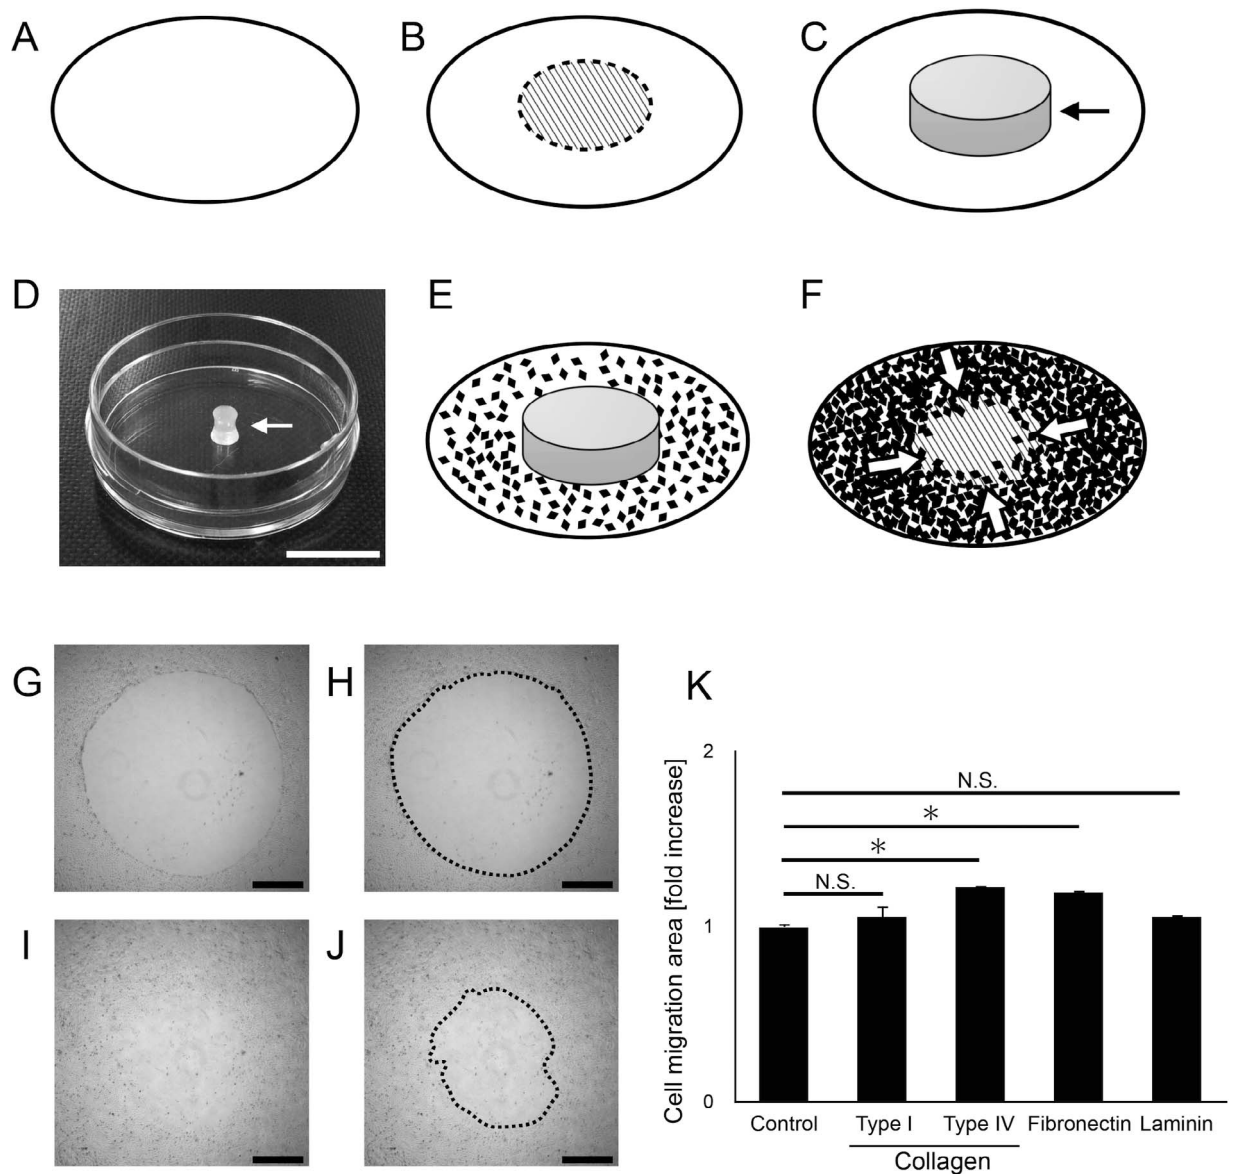 A
B
C
D
E
F
G
H
I
J
K
Cell migration area [fold increase]
2
1
0
N.S.
*
*
N.S.
Control
Type I
Type IV
Fibronectin
Laminin
Collagen